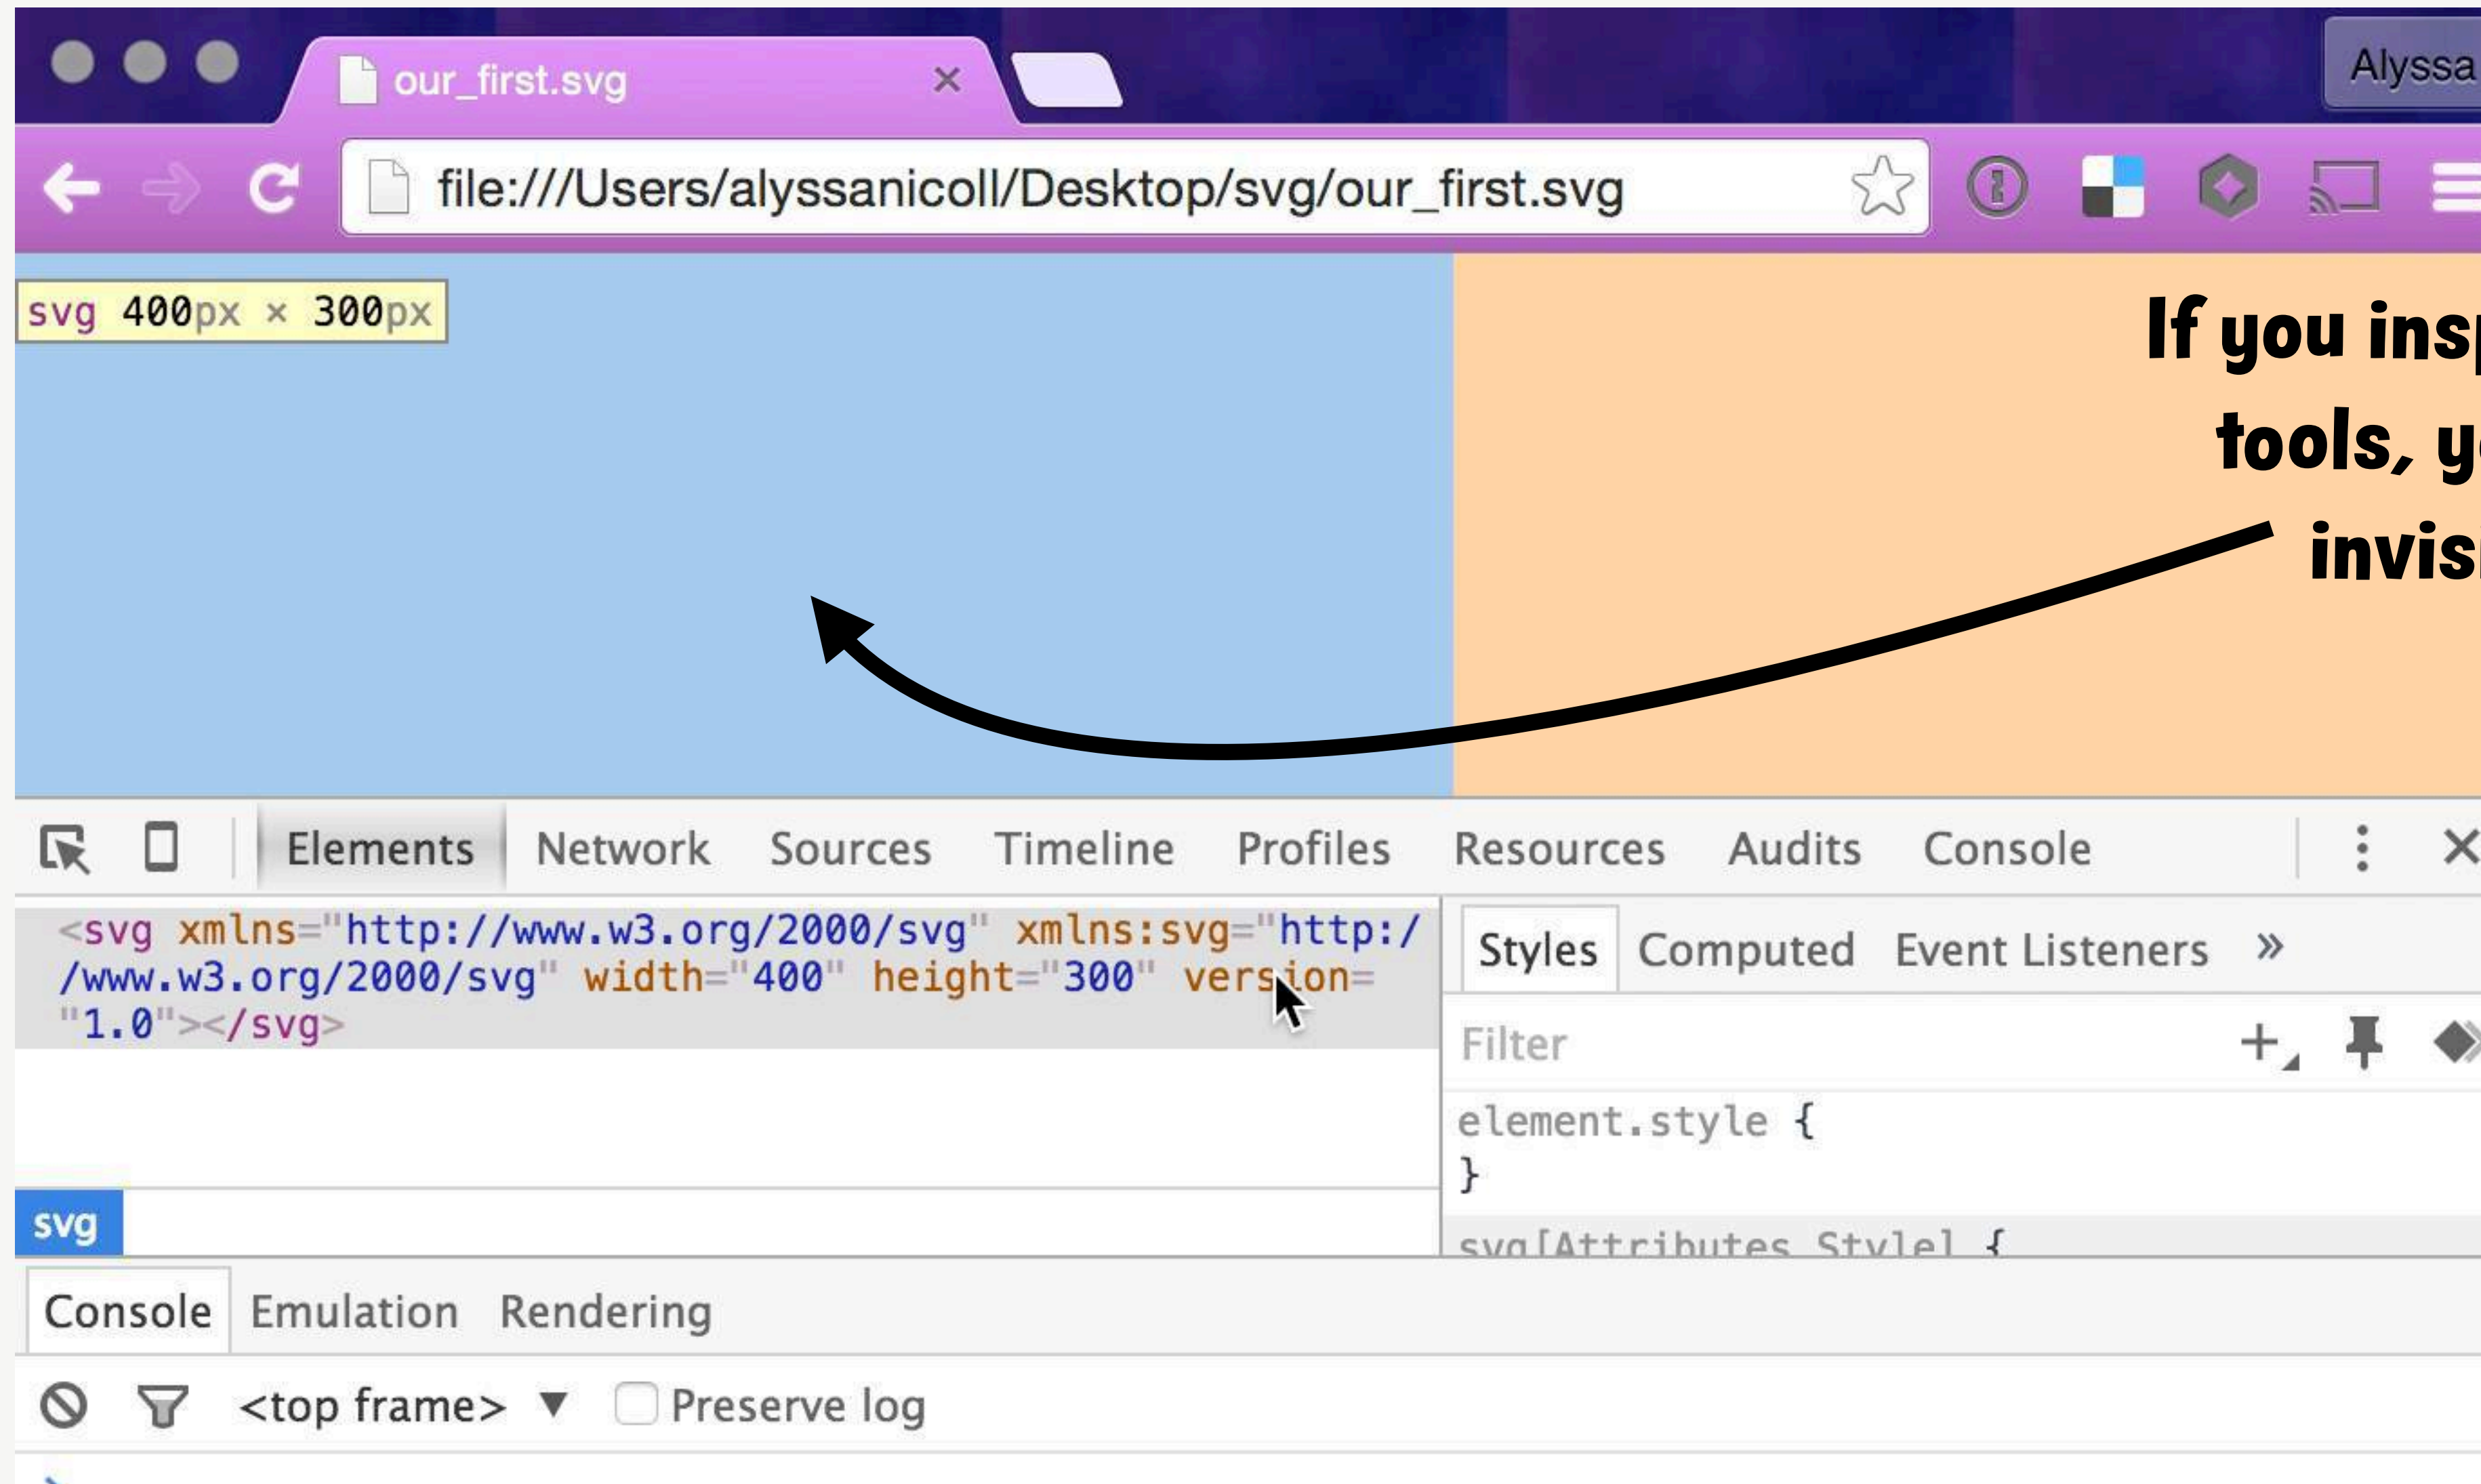 our_first.svg
Alyssa
file:///Users/alyssanicoll/Desktop/svg/our_first.svg
svg 400px × 300px
If you insp
tools, yo
invisi
Elements Network Sources Timeline Profiles Resources Audits Console
<svg xmlns="http://www.w3.org/2000/svg" xmlns:svg="http:/
/www.w3.org/2000/svg" width="400" height="300" version=
"1.0"></svg>
svg
Styles Computed Event Listeners »
Filter
element.style {
}
svg[Attributes Style] {
Console Emulation Rendering
<top frame> ▼ Preserve log